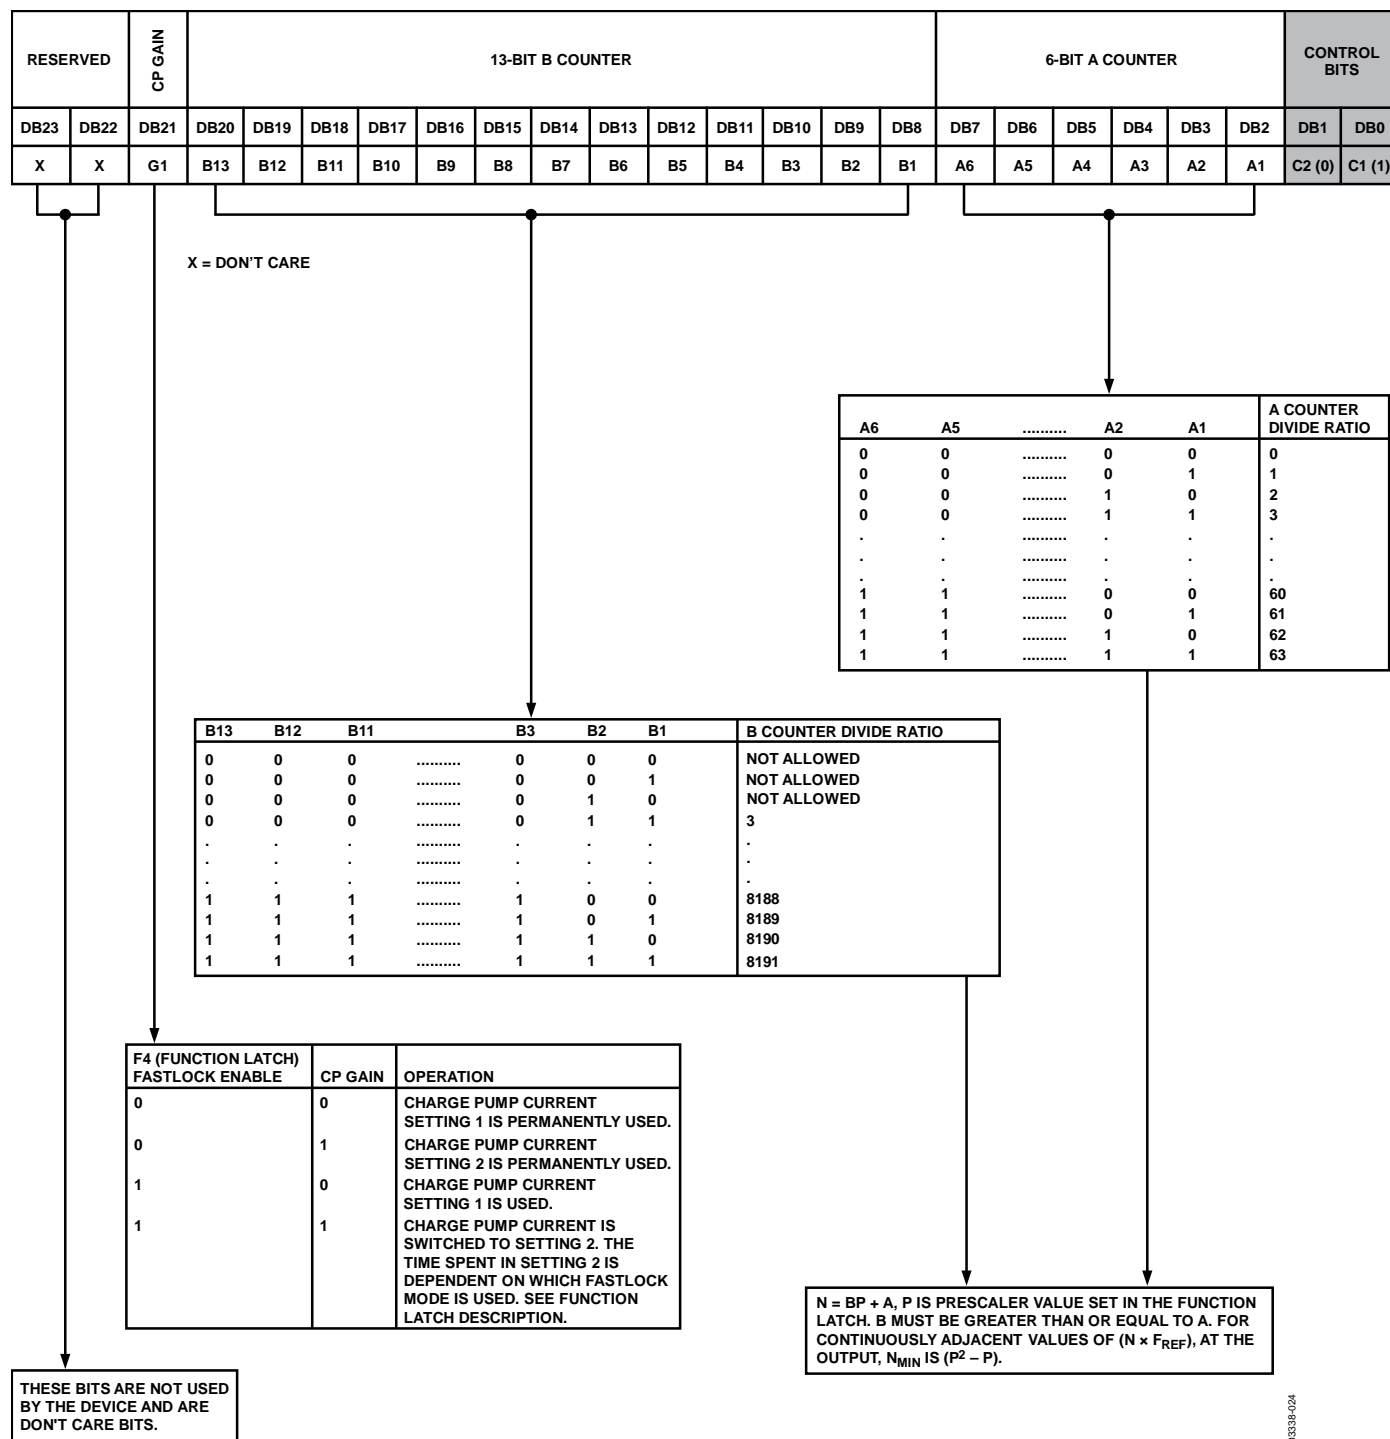 RESERVED CP GAIN 13-BIT B COUNTER 6-BIT A COUNTER CONTROL
BITS
DB23 DB22 DB21 DB20 DB19 DB18 DB17 DB16 DB15 DB14 DB13 DB12 DB11 DB10 DB9 DB8 DB7 DB6 DB5 DB4 DB3 DB2 DB1 DB0
X X G1 B13 B12 B11 B10 B9 B8 B7 B6 B5 B4 B3 B2 B1 A6 A5 A4 A3 A2 A1 C2 (0) C1 (1)
X = DON'T CARE
A COUNTER
A6 A5 .......... A2 A1 DIVIDE RATIO
0 0 .......... 0 0 0
0 0 .......... 0 1 1
0 0 .......... 1 0 2
0 0 .......... 1 1 3
. . .......... . . .
. . .......... . . .
. . .......... . . .
1 1 .......... 0 0 60
1 1 .......... 0 1 61
1 1 .......... 1 0 62
1 1 .......... 1 1 63
B13 B12 B11 B3 B2 B1 B COUNTER DIVIDE RATIO
0 0 0 .......... 0 0 0 NOT ALLOWED
0 0 0 .......... 0 0 1 NOT ALLOWED
0 0 0 .......... 0 1 0 NOT ALLOWED
0 0 0 .......... 0 1 1 3
. . . .......... . . . .
. . . .......... . . . .
. . . .......... . . . .
1 1 1 .......... 1 0 0 8188
1 1 1 .......... 1 0 1 8189
1 1 1 .......... 1 1 0 8190
1 1 1 .......... 1 1 1 8191
F4 (FUNCTION LATCH)
FASTLOCK ENABLE CP GAIN OPERATION
0 0 CHARGE PUMP CURRENT
SETTING 1 IS PERMANENTLY USED.
0 1 CHARGE PUMP CURRENT
SETTING 2 IS PERMANENTLY USED.
1 0 CHARGE PUMP CURRENT
SETTING 1 IS USED.
1 1 CHARGE PUMP CURRENT IS
SWITCHED TO SETTING 2. THE
TIME SPENT IN SETTING 2 IS
DEPENDENT ON WHICH FASTLOCK
MODE IS USED. SEE FUNCTION
LATCH DESCRIPTION.
N = BP + A, P IS PRESCALER VALUE SET IN THE FUNCTION
LATCH. B MUST BE GREATER THAN OR EQUAL TO A. FOR
CONTINUOUSLY ADJACENT VALUES OF (N × FREF), AT THE
OUTPUT, NMIN IS (P² – P).
THESE BITS ARE NOT USED
BY THE DEVICE AND ARE
DON'T CARE BITS.
03338-024